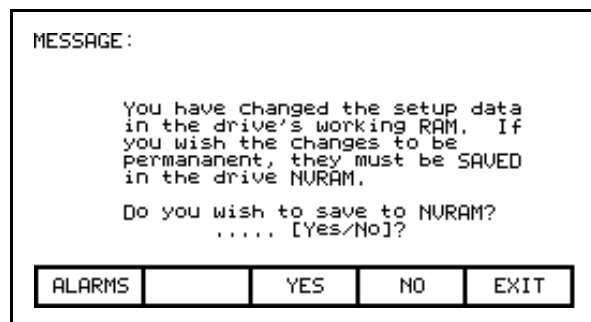 MESSAGE:
You have changed the setup data
in the drive's working RAM. If
you wish the changes to be
permananent, they must be SAVED
in the drive NVRAM.
Do you wish to save to NVRAM?
..... [Yes/No]?
ALARMS YES NO EXIT